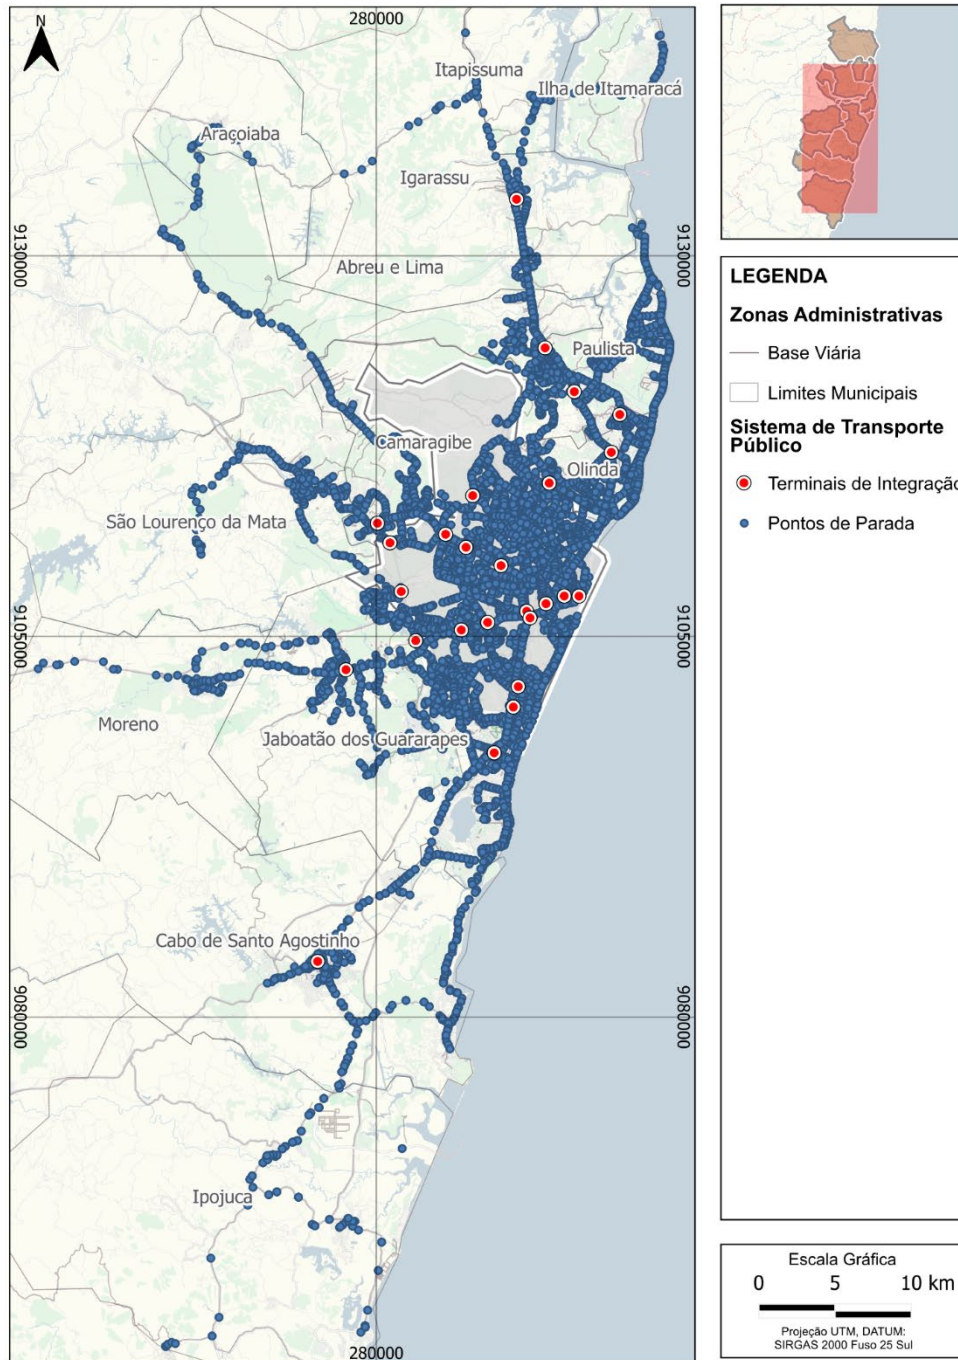 N
280000
Itapissuma
Ilha de Itamaracá
Araçoiaba
Igarassu
9130000
Abreu e Lima
9130000
Paulista
Camaragibe
Olinda
São Lourenço da Mata
9105000
9105000
Moreno
Jaboatão dos Guararapes
Cabo de Santo Agostinho
9080000
9080000
Ipojuca
280000
LEGENDA
Zonas Administrativas
Base Viária
Limites Municipais
Sistema de Transporte
Público
Terminais de Integração
Pontos de Parada
Escala Gráfica
0 5 10 km
Projeção UTM, DATUM:
SIRGAS 2000 Fuso 25 Sul